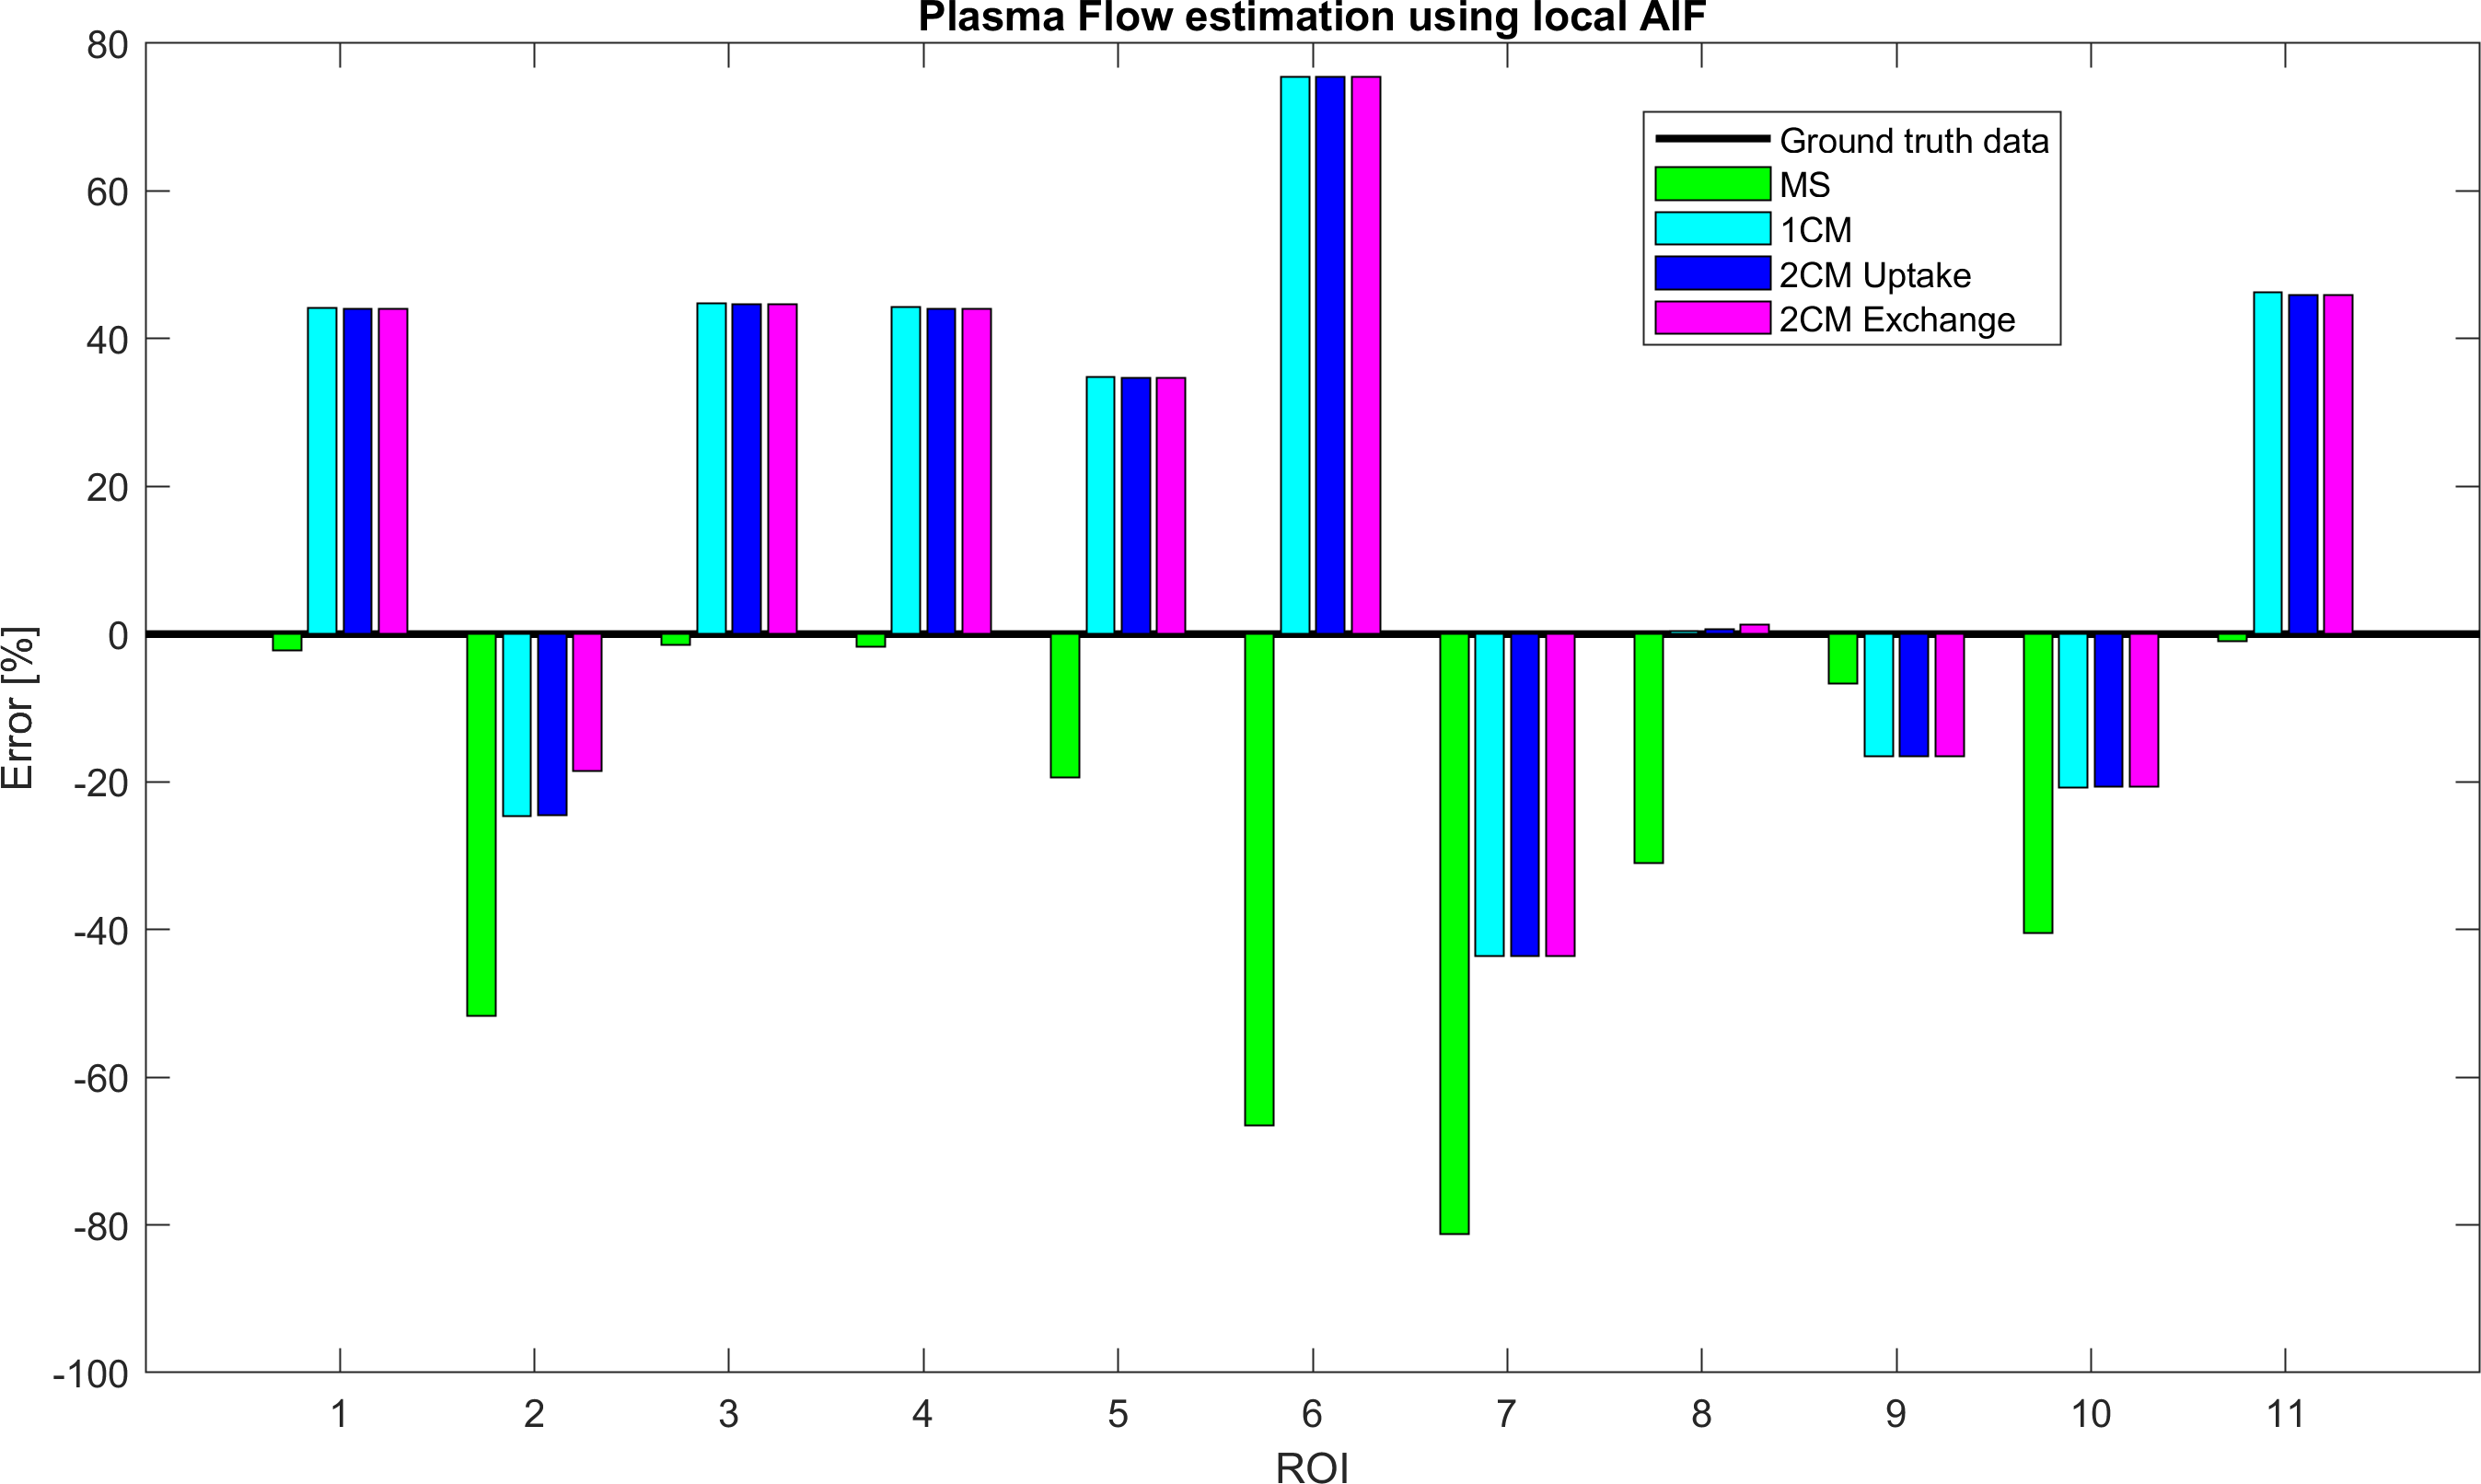 Plasma Flow estimation using local AIF
80
60
40
20
0
-20
-40
-60
-80
-100
Error [%]
Ground truth data
MS
1CM
2CM Uptake
2CM Exchange
1 2 3 4 5 6 7 8 9 10 11
ROI